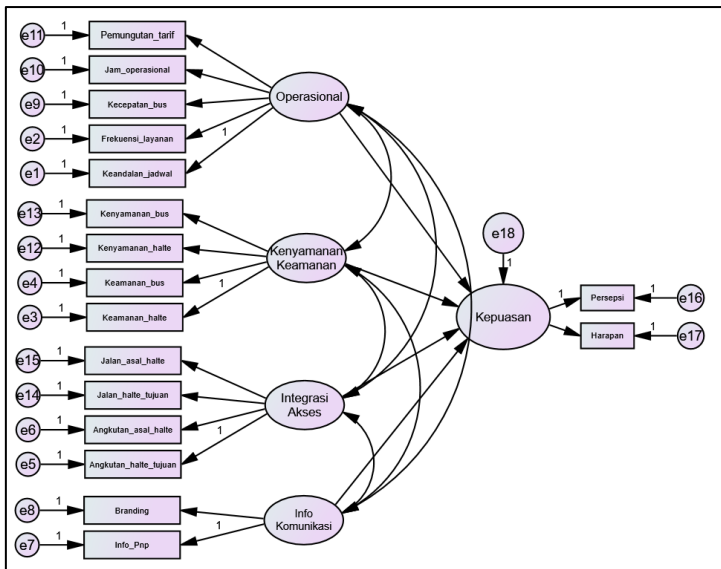 e11 1 Pemungutan_tarif
e10 1 Jam_operasional
e9 1 Kecepatan_bus
e2 1 Frekuensi_layanan
e1 1 Keandalan_jadwal
1
Operasional
e13 1 Kenyamanan_bus
e12 1 Kenyamanan_halte
e4 1 Keamanan_bus
e3 1 Keamanan_halte
1
Kenyamanan
Keamanan
e15 1 Jalan_asal_halte
e14 1 Jalan_halte_tujuan
e6 1 Angkutan_asal_halte
e5 1 Angkutan_halte_tujuan
1
Integrasi
Akses
e8 1 Branding
e7 1 Info_Pnp
1
Info
Komunikasi
e18
1
Kepuasan
1 Persepsi 1 e16
Harapan 1 e17